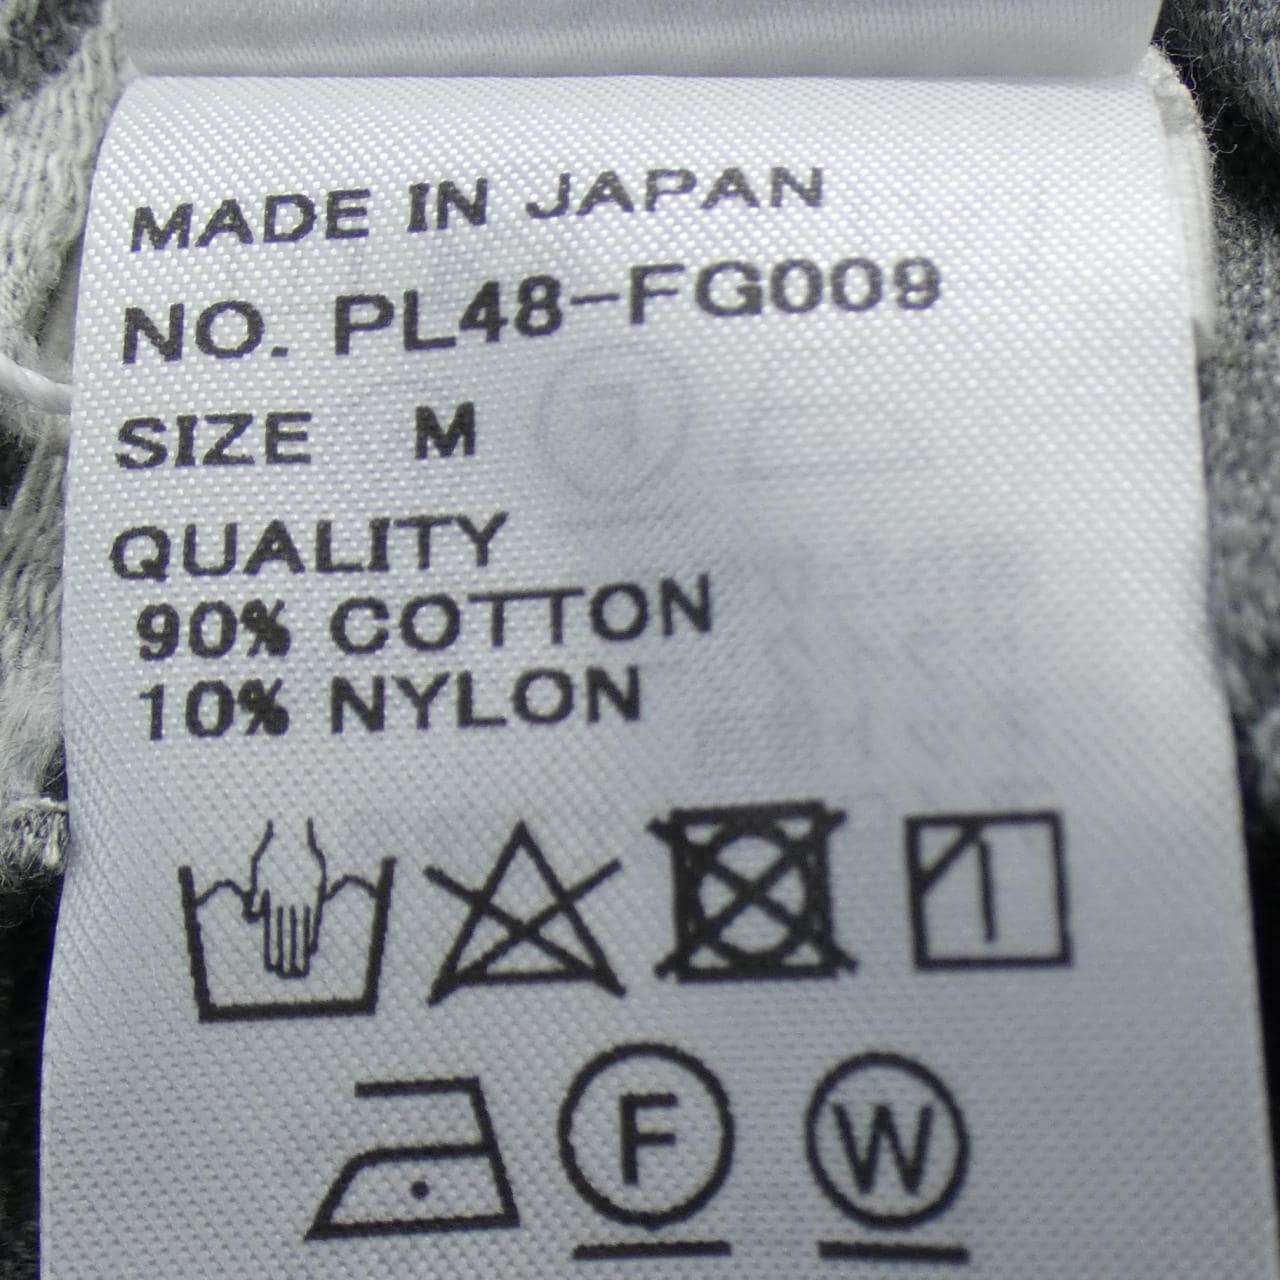 MADE IN JAPAN
NO. PL48-FG009
SIZE M
QUALITY
90% COTTON
10% NYLON
F W